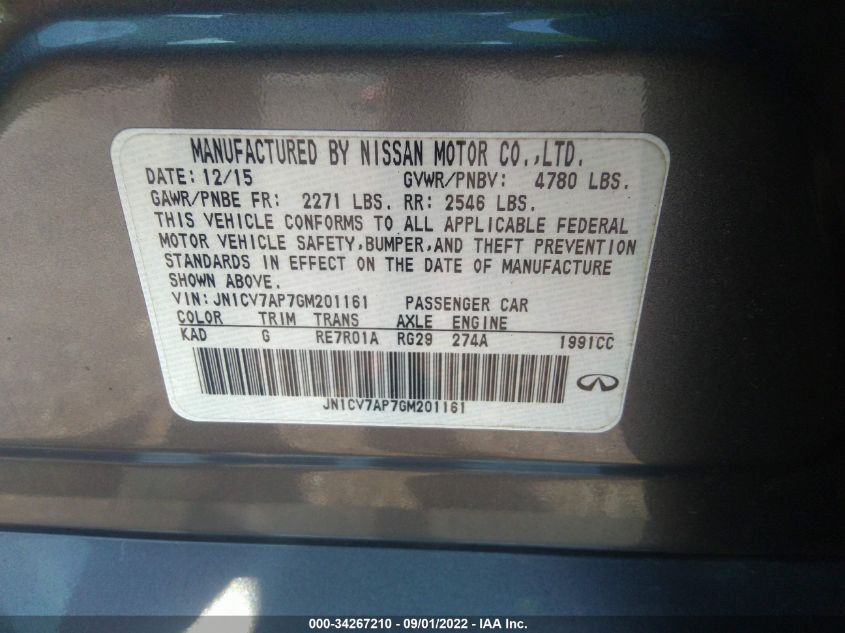 MANUFACTURED BY NISSAN MOTOR CO.,LTD.
DATE: 12/15 GVWR/PNBV: 4780 LBS.
GAWR/PNBE FR: 2271 LBS. RR: 2546 LBS.
THIS VEHICLE CONFORMS TO ALL APPLICABLE FEDERAL
MOTOR VEHICLE SAFETY,BUMPER,AND THEFT PREVENTION
STANDARDS IN EFFECT ON THE DATE OF MANUFACTURE
SHOWN ABOVE.
VIN:JN1CV7AP7GM201161 PASSENGER CAR
COLOR TRIM TRANS AXLE ENGINE
KAD G RE7R01A RG29 274A 1991CC
JN1CV7AP7GM201161
000-34267210 - 09/01/2022 - IAA Inc.